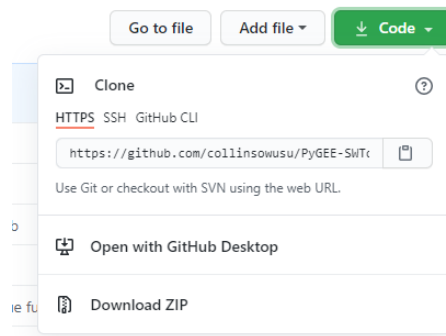 Go to file Add file Code
Clone
HTTPS SSH GitHub CLI
https://github.com/collinsowusu/PyGEE-SWT
Use Git or checkout with SVN using the web URL.
Open with GitHub Desktop
Download ZIP